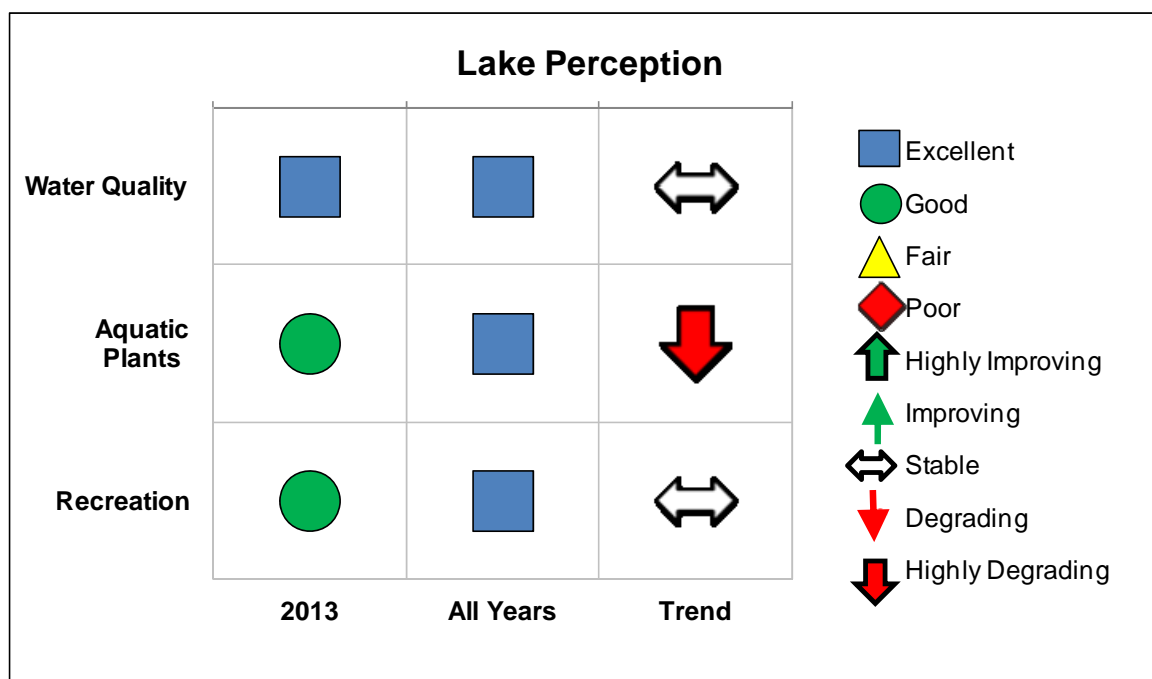 Lake Perception
Water Quality
Aquatic
Plants
Recreation
2013
All Years
Trend
Excellent
Good
Fair
Poor
Highly Improving
Improving
Stable
Degrading
Highly Degrading